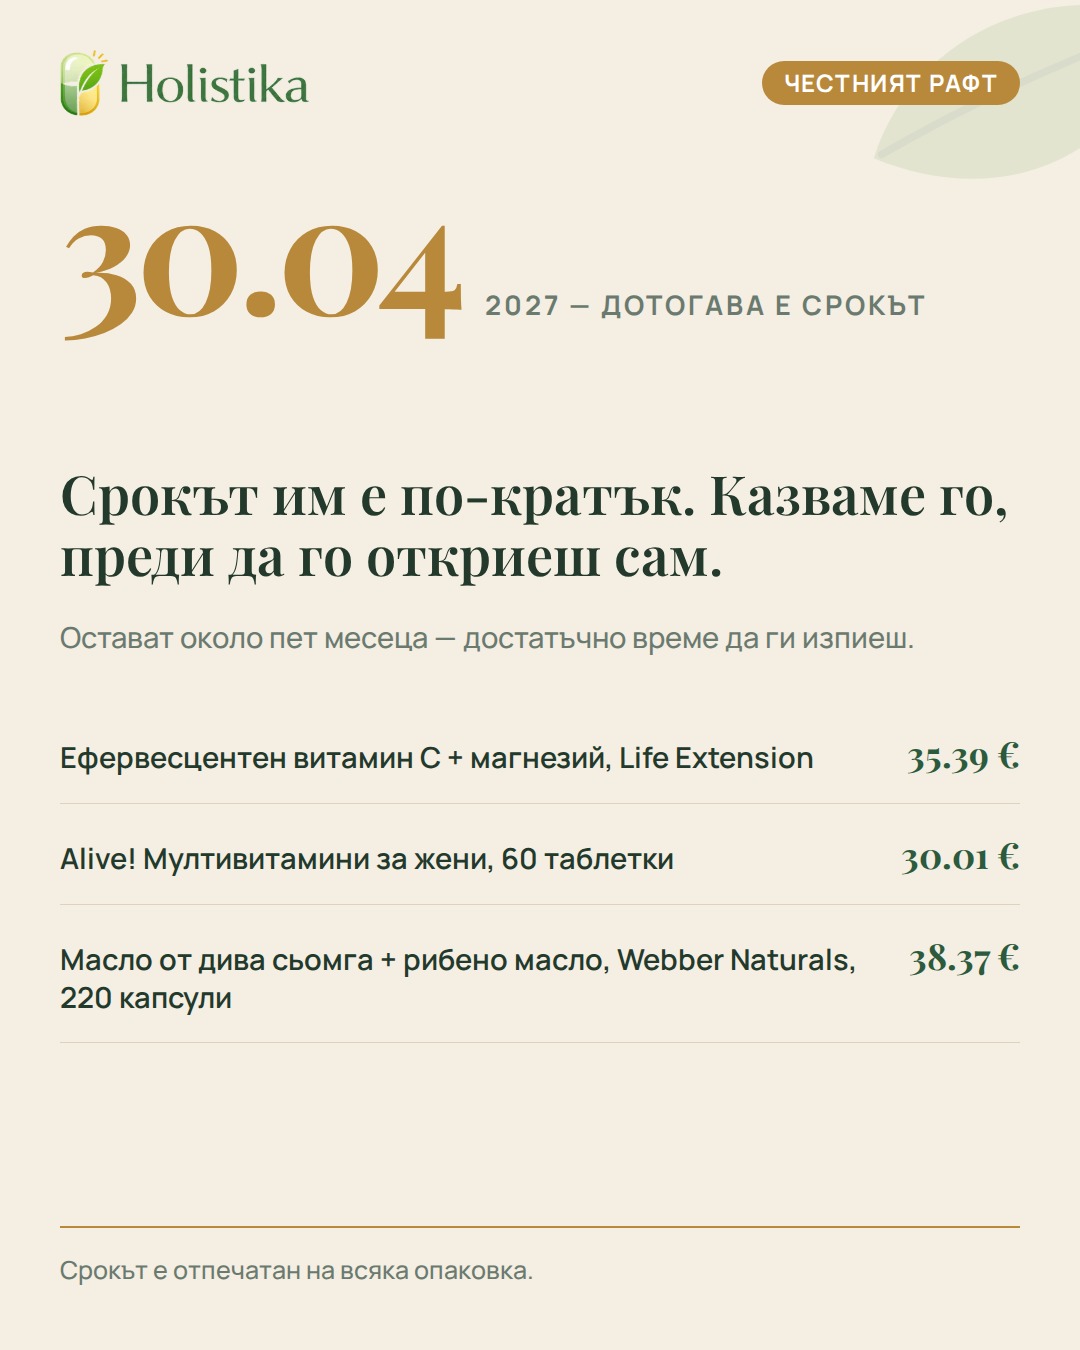 Holistika
ЧЕСТНИЯТ РАФТ
30.04 2027 — ДОТОГАВА Е СРОКЪТ
Срокът им е по-кратък. Казваме го,
преди да го откриеш сам.
Остават около пет месеца — достатъчно време да ги изпиеш.
Ефервесцентен витамин C + магнезий, Life Extension 35.39 €
Alive! Мултивитамини за жени, 60 таблетки 30.01 €
Масло от дива сьомга + рибено масло, Webber Naturals, 38.37 €
220 капсули
Срокът е отпечатан на всяка опаковка.